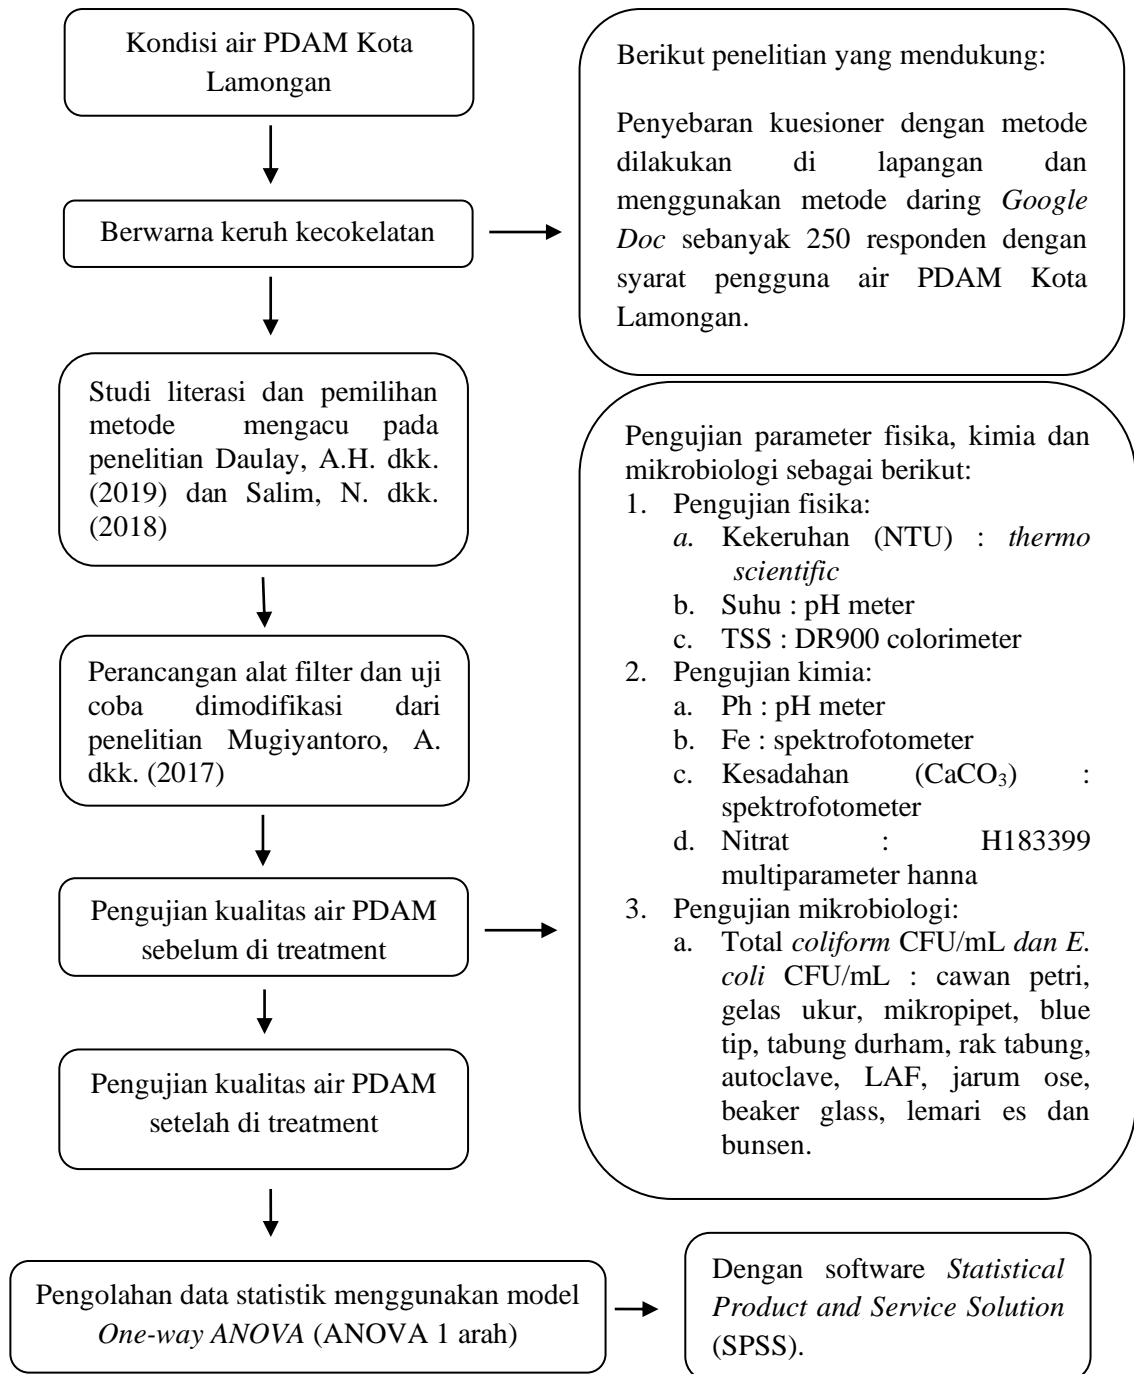 Kondisi air PDAM Kota
Lamongan
Berwarna keruh kecokelatan
Berikut penelitian yang mendukung:
Penyebaran kuesioner dengan metode
dilakukan di lapangan dan
menggunakan metode daring Google
Doc sebanyak 250 responden dengan
syarat pengguna air PDAM Kota
Lamongan.
Studi literasi dan pemilihan
metode mengacu pada
penelitian Daulay, A.H. dkk.
(2019) dan Salim, N. dkk.
(2018)
Perancangan alat filter dan uji
coba dimodifikasi dari
penelitian Mugiyantoro, A.
dkk. (2017)
Pengujian kualitas air PDAM
sebelum di treatment
Pengujian parameter fisika, kimia dan
mikrobiologi sebagai berikut:
1. Pengujian fisika:
a. Kekeruhan (NTU) : thermo
scientific
b. Suhu : pH meter
c. TSS : DR900 colorimeter
2. Pengujian kimia:
a. Ph : pH meter
b. Fe : spektrofotometer
c. Kesadahan (CaCO₃) :
spektrofotometer
d. Nitrat : H183399
multiparameter hanna
3. Pengujian mikrobiologi:
a. Total coliform CFU/mL dan E.
coli CFU/mL : cawan petri,
gelas ukur, mikropipet, blue
tip, tabung durham, rak tabung,
autoclave, LAF, jarum ose,
beaker glass, lemari es dan
bunsen.
Pengujian kualitas air PDAM
setelah di treatment
Pengolahan data statistik menggunakan model
One-way ANOVA (ANOVA 1 arah)
Dengan software Statistical
Product and Service Solution
(SPSS).